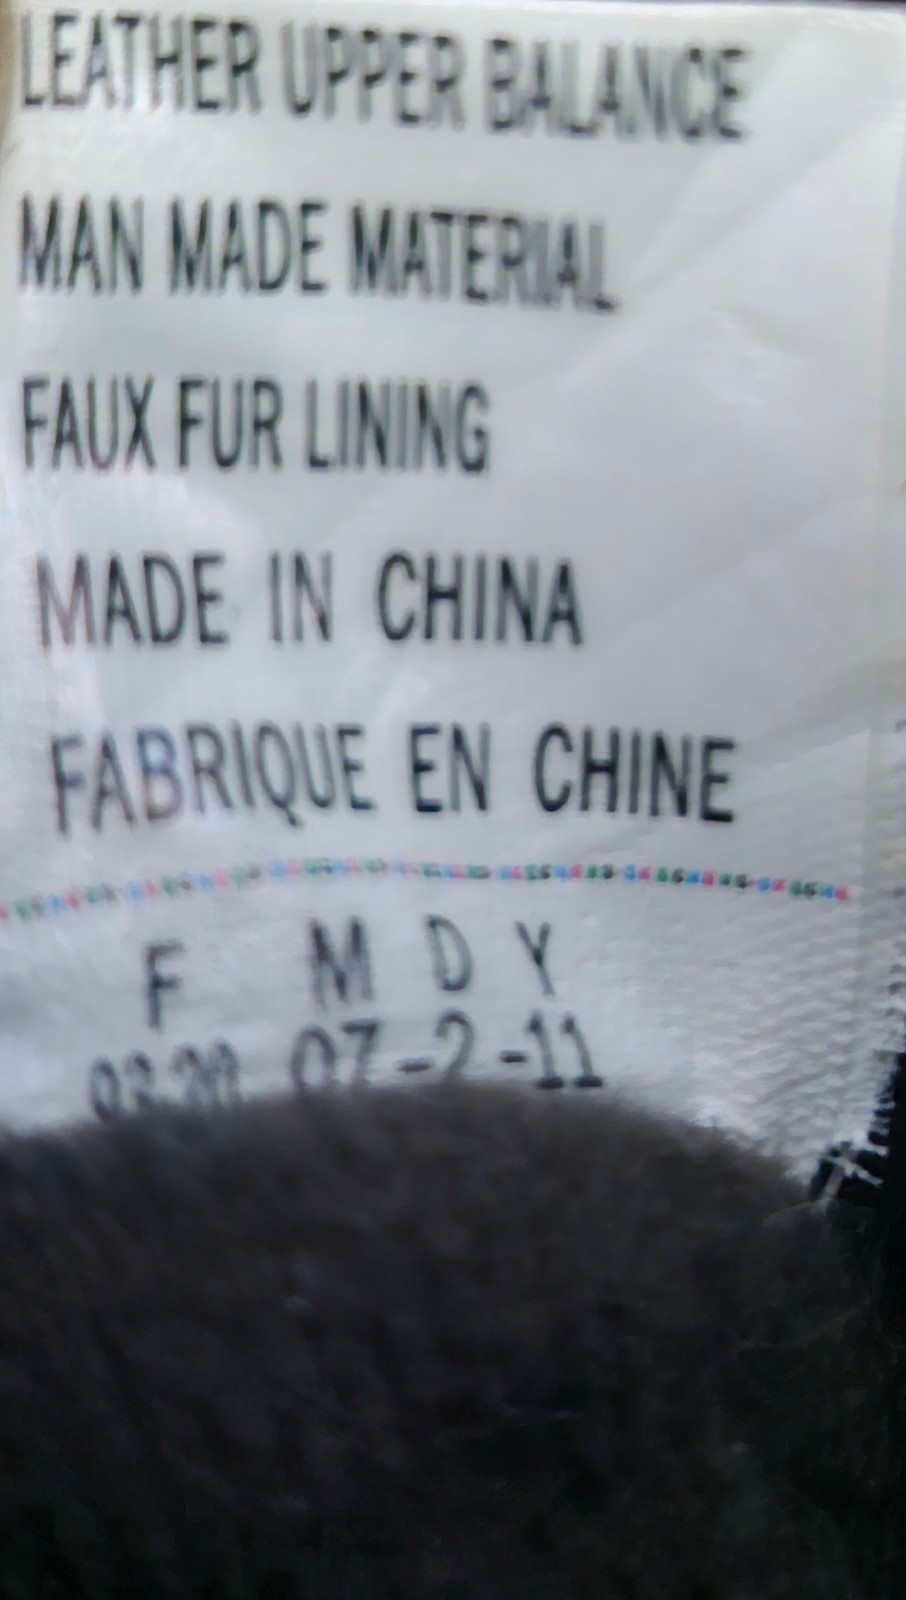 LEATHER UPPER BALANCE
MAN MADE MATERIAL
FAUX FUR LINING
MADE IN CHINA
FABRIQUE EN CHINE
F M D Y
07-2-11